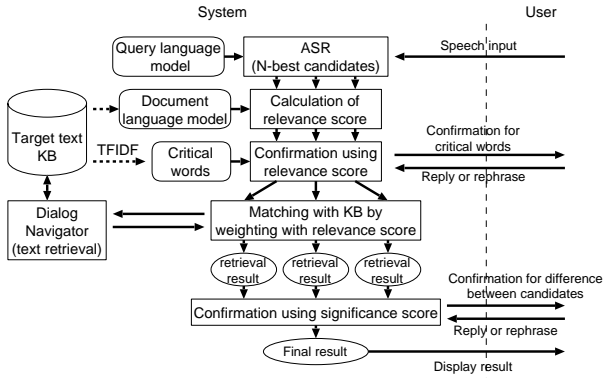 System
User
Query language
model
ASR
(N-best candidates)
Speech input
Target text
KB
Document
language model
Calculation of
relevance score
TFIDF
Critical
words
Confirmation using
relevance score
Confirmation for
critical words
Reply or rephrase
Dialog
Navigator
(text retrieval)
Matching with KB by
weighting with relevance score
retrieval
result
retrieval
result
retrieval
result
Confirmation for difference
between candidates
Confirmation using significance score
Reply or rephrase
Final result
Display result